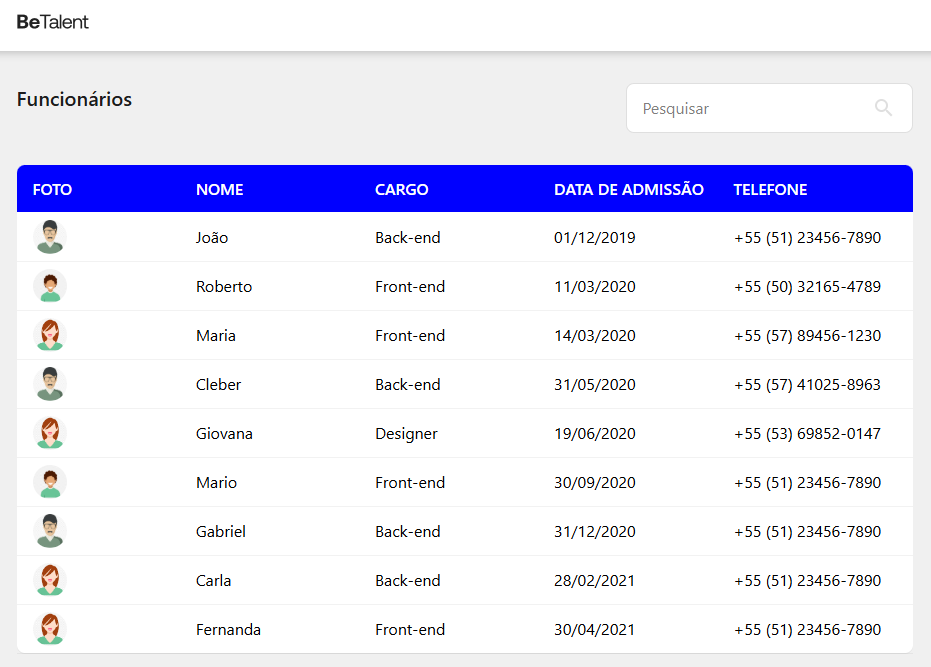 BeTalent
Funcionários
Pesquisar
FOTO NOME CARGO DATA DE ADMISSÃO TELEFONE
João Back-end 01/12/2019 +55 (51) 23456-7890
Roberto Front-end 11/03/2020 +55 (50) 32165-4789
Maria Front-end 14/03/2020 +55 (57) 89456-1230
Cleber Back-end 31/05/2020 +55 (57) 41025-8963
Giovana Designer 19/06/2020 +55 (53) 69852-0147
Mario Front-end 30/09/2020 +55 (51) 23456-7890
Gabriel Back-end 31/12/2020 +55 (51) 23456-7890
Carla Back-end 28/02/2021 +55 (51) 23456-7890
Fernanda Front-end 30/04/2021 +55 (51) 23456-7890